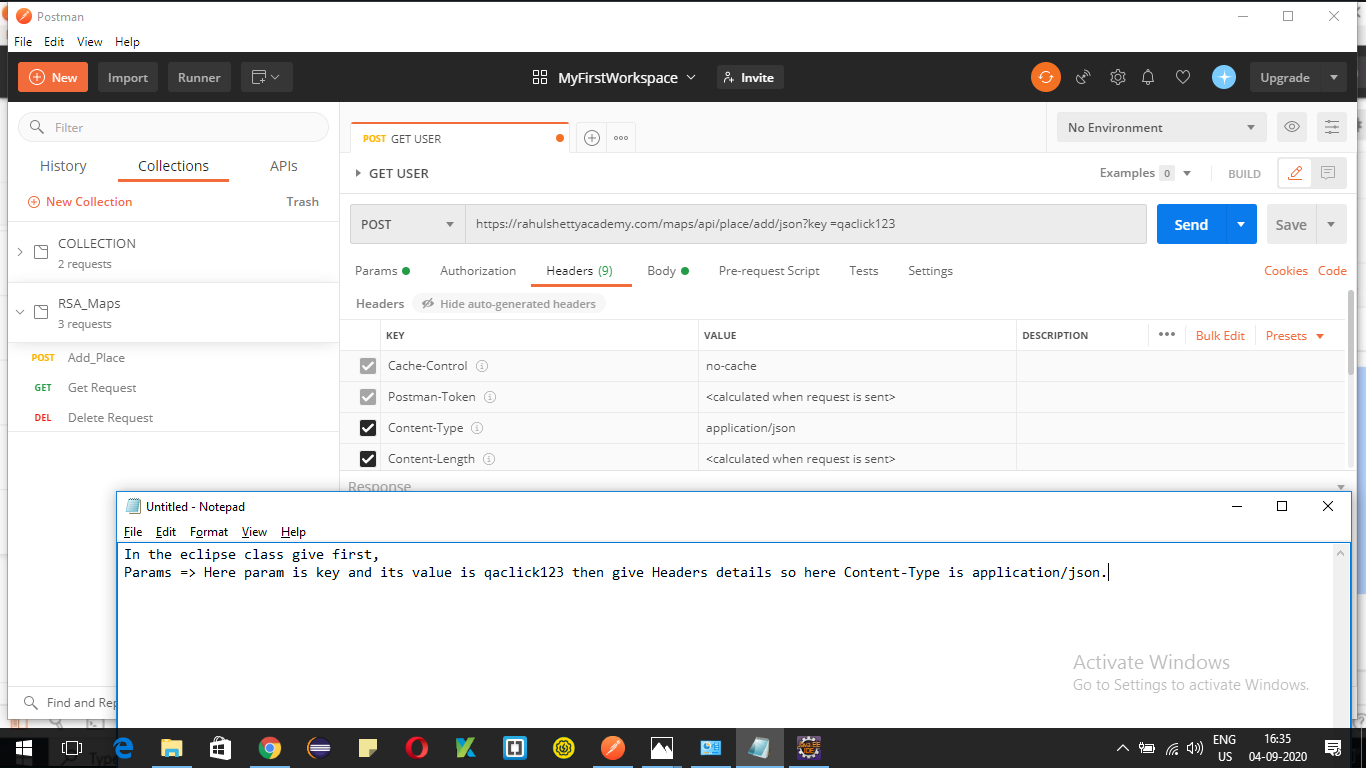 Postman
File Edit View Help
New Import Runner MyFirstWorkspace Invite Upgrade
Filter
History Collections APIs
New Collection Trash
COLLECTION
2 requests
RSA_Maps
3 requests
POST Add_Place
GET Get Request
DEL Delete Request
POST GET USER
No Environment
GET USER
Examples 0 BUILD
POST https://rahulshettyacademy.com/maps/api/place/add/json?key =qaclick123 Send Save
Params Authorization Headers (9) Body Pre-request Script Tests Settings Cookies Code
Headers Hide auto-generated headers
KEY VALUE DESCRIPTION Bulk Edit Presets
Cache-Control no-cache
Postman-Token <calculated when request is sent>
Content-Type application/json
Content-Length <calculated when request is sent>
Response
Find and Rep
Untitled - Notepad
File Edit Format View Help
In the eclipse class give first,
Params => Here param is key and its value is qaclick123 then give Headers details so here Content-Type is application/json.
Activate Windows
Go to Settings to activate Windows.
ENG
US
16:35
04-09-2020